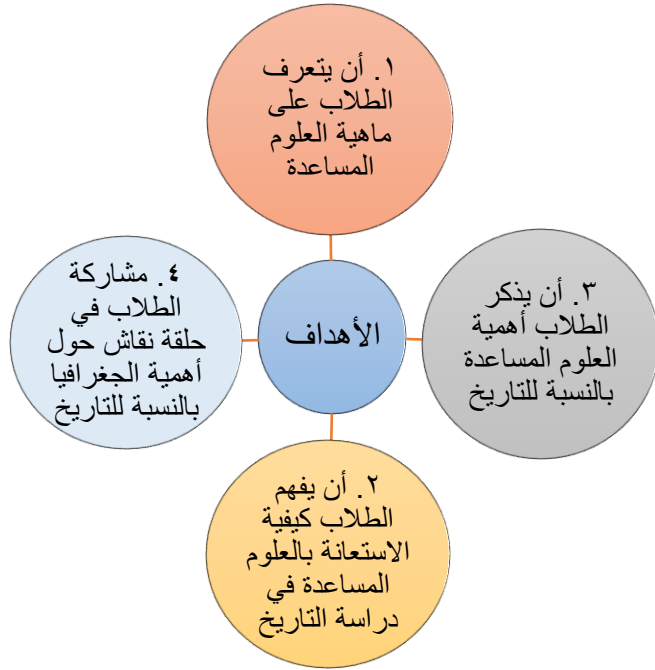 ١. أن يتعرف
الطلاب على
ماهية العلوم
المساعدة
٤. مشاركة
الطلاب في
حلقة نقاش حول
أهمية الجغرافيا
بالنسبة للتاريخ
الأهداف
٣. أن يذكر
الطلاب أهمية
العلوم المساعدة
بالنسبة للتاريخ
٢. أن يفهم
الطلاب كيفية
الاستعانة بالعلوم
المساعدة في
دراسة التاريخ